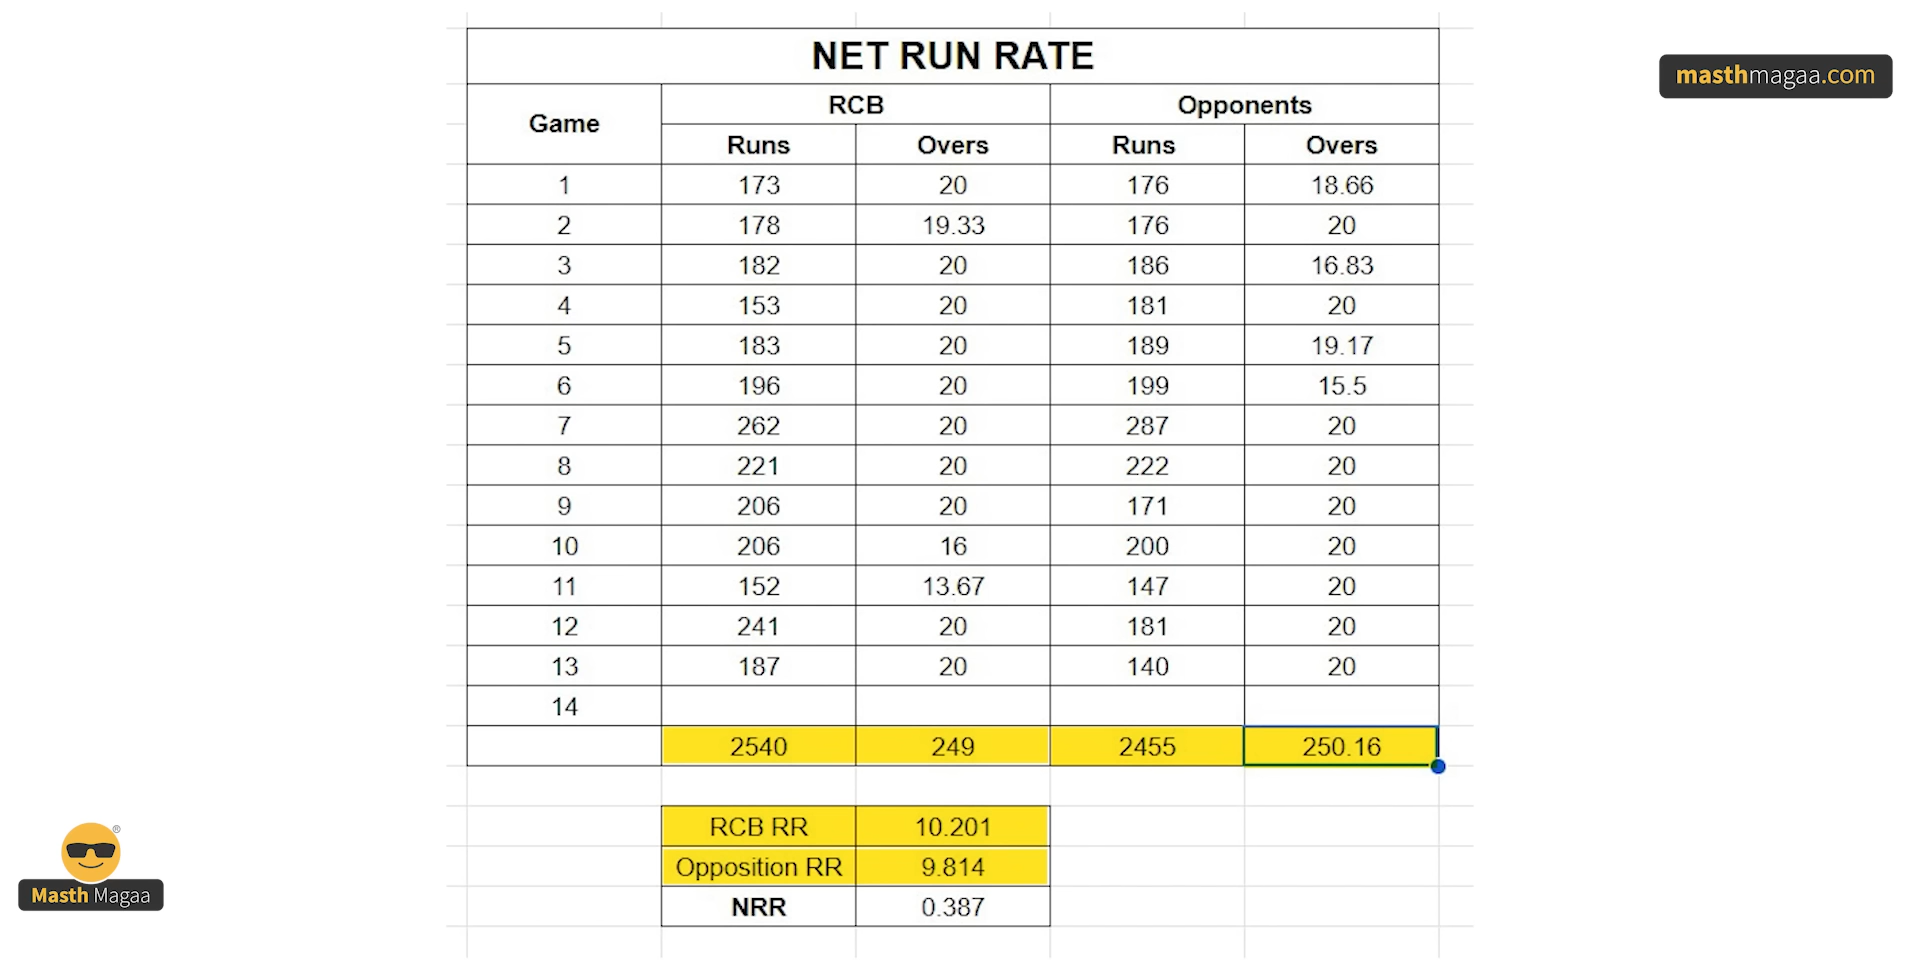 NET RUN RATE
masthmagaa.com
Game RCB Opponents
Runs Overs Runs Overs
1 173 20 176 18.66
2 178 19.33 176 20
3 182 20 186 16.83
4 153 20 181 20
5 183 20 189 19.17
6 196 20 199 15.5
7 262 20 287 20
8 221 20 222 20
9 206 20 171 20
10 206 16 200 20
11 152 13.67 147 20
12 241 20 181 20
13 187 20 140 20
14
2540 249 2455 250.16
RCB RR 10.201
Opposition RR 9.814
NRR 0.387
®
Masth Magaa